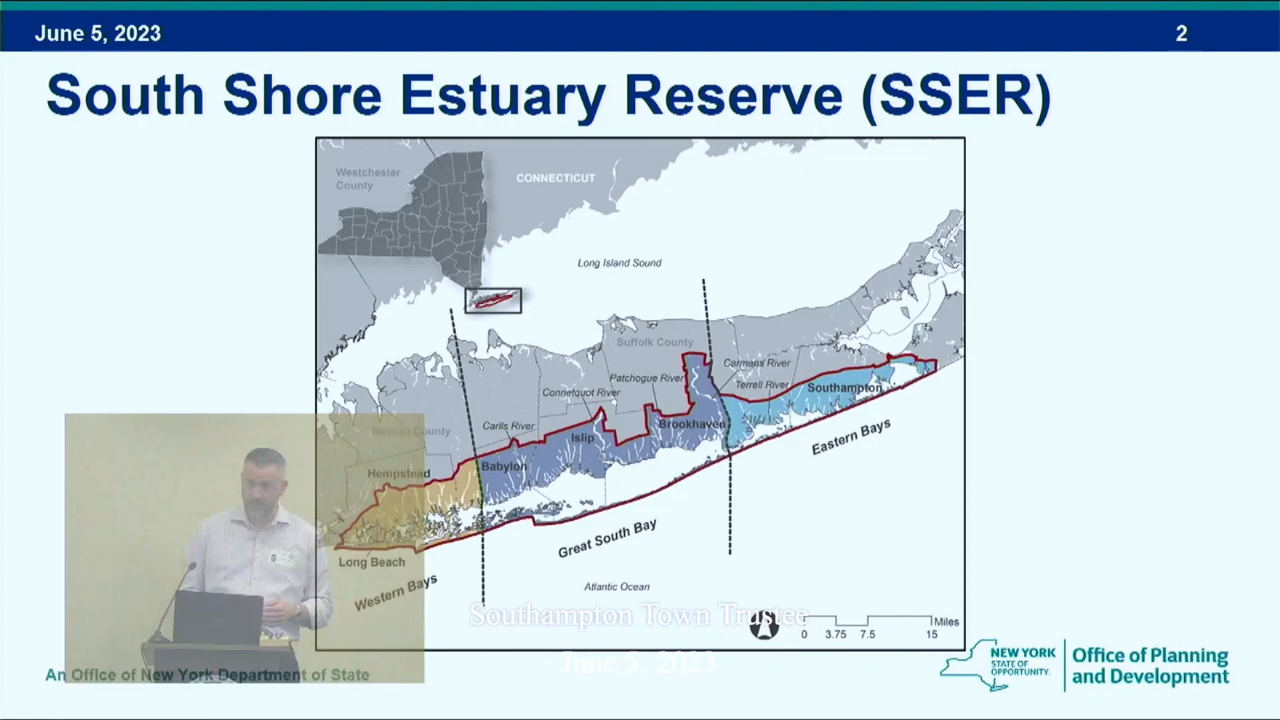 June 5, 2023
2
South Shore Estuary Reserve (SSER)
Westchester
County
CONNECTICUT
Long Island Sound
Suffolk County
Carmans River
Patchogue River
Terrell River
Southampton
Connetquot River
Carlls River
Brookhaven
Nassau County
Islip
Eastern Bays
Babylon
Hempstead
Great South Bay
Long Beach
Western Bays
Atlantic Ocean
Southampton Town Trustee
Miles
0 3.75 7.5 15
June 5, 2023
An Office of New York Department of State
NEW YORK
STATE OF
OPPORTUNITY.
Office of Planning
and Development